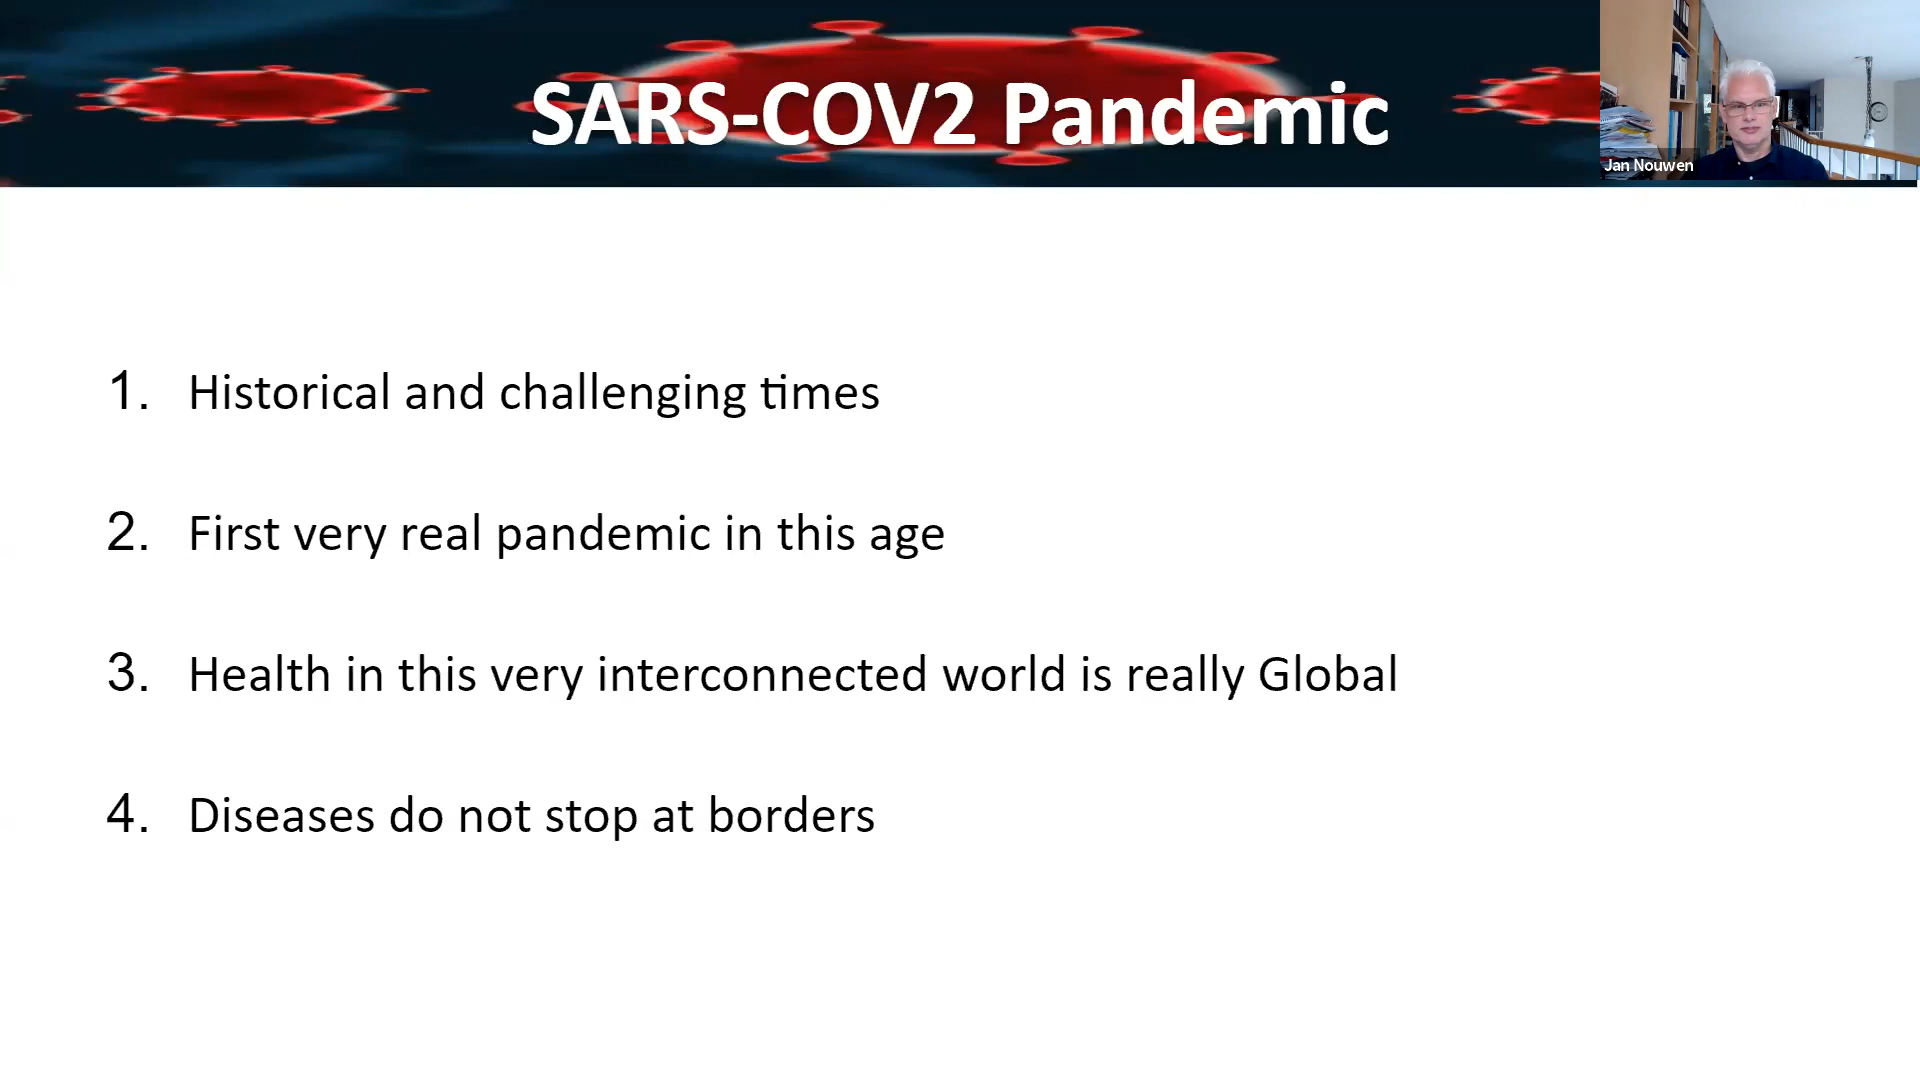 SARS-COV2 Pandemic
Jan Nouwen
1. Historical and challenging times
2. First very real pandemic in this age
3. Health in this very interconnected world is really Global
4. Diseases do not stop at borders